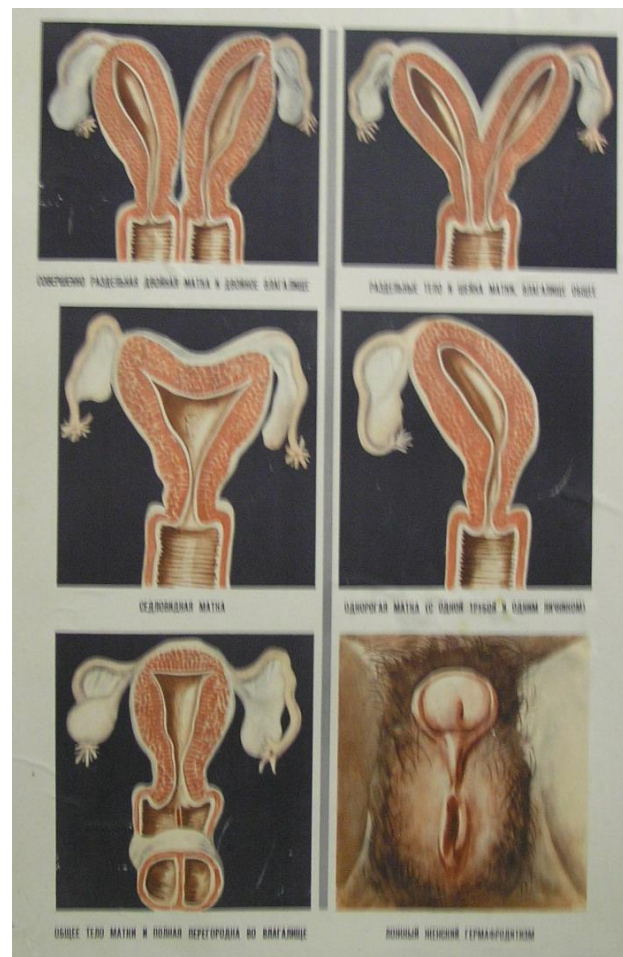 СОВЕРШЕННО РАЗДЕЛЬНАЯ ДВОЙНАЯ МАТКА И ДВОЙНОЕ ВЛАГАЛИЩЕ
РАЗДЕЛЬНЫЕ ТЕЛО И ШЕЙКА МАТКИ, ВЛАГАЛИЩЕ ОБЩЕЕ
СЕДЛОВИДНАЯ МАТКА
ОДНОРОГАЯ МАТКА (С ОДНОЙ ТРУБОЙ И ОДНИМ ЯИЧНИКОМ)
ОБЩЕЕ ТЕЛО МАТКИ И ПОЛНАЯ ПЕРЕГОРОДКА ВО ВЛАГАЛИЩЕ
ЛОЖНЫЙ ЖЕНСКИЙ ГЕРМАФРОДИТИЗМ